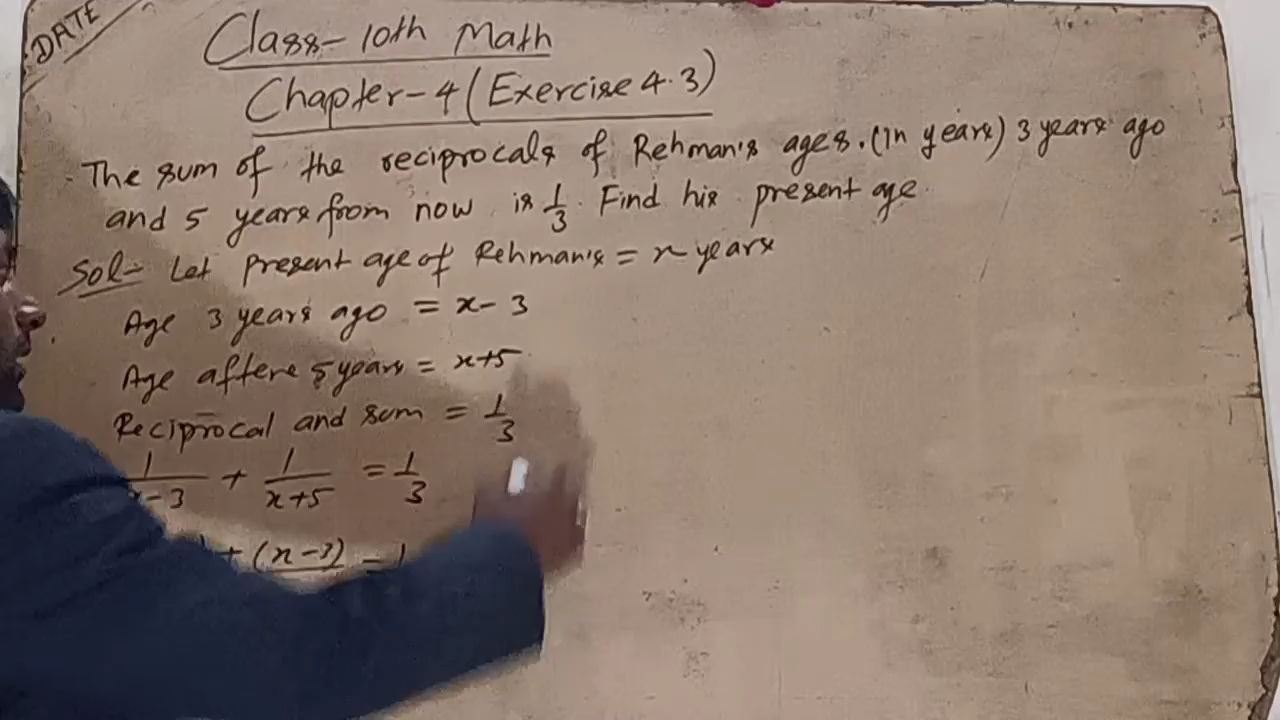 DATE
Class-10th Math
Chapter-4 (Exercise 4.3)
The sum of the reciprocals of Rehman's ages. (in years) 3 years ago
and 5 years from now is 1/3. Find his present age.
Sol- Let present age of Rehman's = x years
Age 3 years ago = x-3
Age aftere 5 years = x+5
Reciprocal and sum = 1/3
1/x-3 + 1/x+5 = 1/3
+ (x-3) = 1